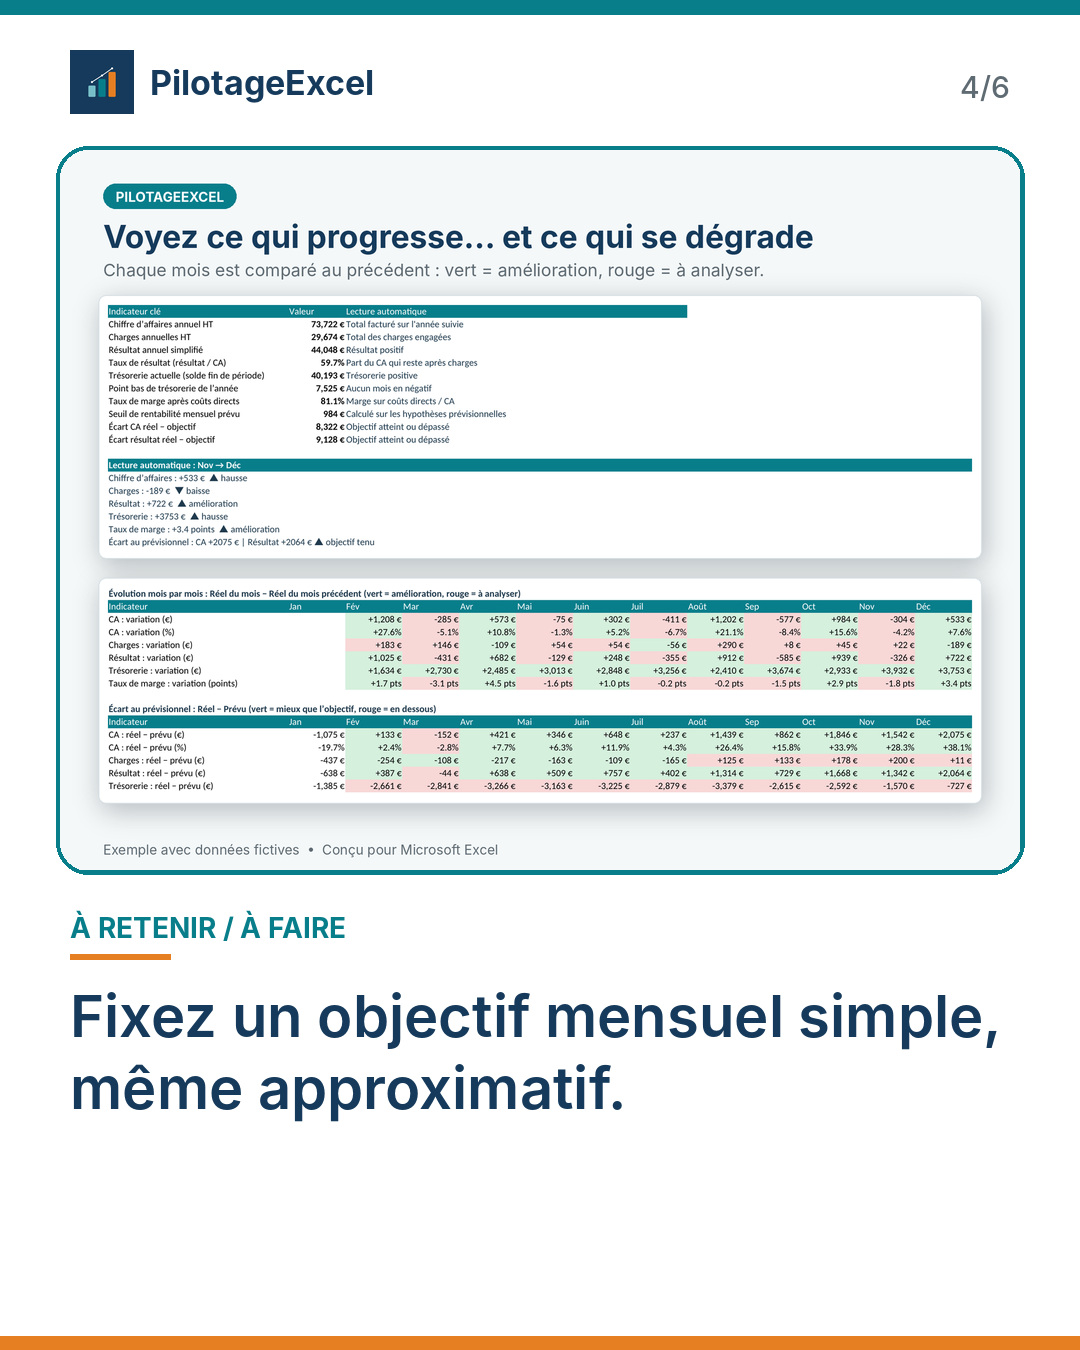 PilotageExcel
4/6
PILOTAGEEXCEL
Voyez ce qui progresse… et ce qui se dégrade
Chaque mois est comparé au précédent : vert = amélioration, rouge = à analyser.
Indicateur clé Valeur Lecture automatique
Chiffre d'affaires annuel HT 73,722 € Total facturé sur l'année suivie
Charges annuelles HT 29,674 € Total des charges engagées
Résultat annuel simplifié 44,048 € Résultat positif
Taux de résultat (résultat / CA) 59.7% Part du CA qui reste après charges
Trésorerie actuelle (solde fin de période) 40,193 € Trésorerie positive
Point bas de trésorerie de l'année 7,525 € Aucun mois en négatif
Taux de marge après coûts directs 81.1% Marge sur coûts directs / CA
Seuil de rentabilité mensuel prévu 984 € Calculé sur les hypothèses prévisionnelles
Écart CA réel – objectif 8,322 € Objectif atteint ou dépassé
Écart résultat réel – objectif 9,128 € Objectif atteint ou dépassé
Lecture automatique : Nov → Déc
Chiffre d'affaires : +533 € ▲ hausse
Charges : -189 € ▼ baisse
Résultat : +722 € ▲ amélioration
Trésorerie : +3753 € ▲ hausse
Taux de marge : +3.4 points ▲ amélioration
Écart au prévisionnel : CA +2075 € | Résultat +2064 € ▲ objectif tenu
Évolution mois par mois : Réel du mois – Réel du mois précédent (vert = amélioration, rouge = à analyser)
Indicateur Jan Fév Mar Avr Mai Juin Juil Août Sep Oct Nov Déc
CA : variation (€) +1,208 € -285 € +573 € -75 € +302 € -411 € +1,202 € -577 € +984 € -304 € +533 €
CA : variation (%) +27.6% -5.1% +10.8% -1.3% +5.2% -6.7% +21.1% -8.4% +15.6% -4.2% +7.6%
Charges : variation (€) +183 € +146 € -109 € +54 € +54 € -56 € +290 € +8 € +45 € +22 € -189 €
Résultat : variation (€) +1,025 € -431 € +682 € -129 € +248 € -355 € +912 € -585 € +939 € -326 € +722 €
Trésorerie : variation (€) +1,634 € +2,730 € +2,485 € +3,013 € +2,848 € +3,256 € +2,410 € +3,674 € +2,933 € +3,932 € +3,753 €
Taux de marge : variation (points) +1.7 pts -3.1 pts +4.5 pts -1.6 pts +1.0 pts -0.2 pts -0.2 pts -1.5 pts +2.9 pts -1.8 pts +3.4 pts
Écart au prévisionnel : Réel – Prévu (vert = mieux que l'objectif, rouge = en dessous)
Indicateur Jan Fév Mar Avr Mai Juin Juil Août Sep Oct Nov Déc
CA : réel – prévu (€) -1,075 € +133 € -152 € +421 € +346 € +648 € +237 € +1,439 € +862 € +1,846 € +1,542 € +2,075 €
CA : réel – prévu (%) -19.7% +2.4% -2.8% +7.7% +6.3% +11.9% +4.3% +26.4% +15.8% +33.9% +28.3% +38.1%
Charges : réel – prévu (€) -437 € -254 € -108 € -217 € -163 € -109 € -165 € +125 € +133 € +178 € +200 € +11 €
Résultat : réel – prévu (€) -638 € +387 € -44 € +638 € +509 € +757 € +402 € +1,314 € +729 € +1,668 € +1,342 € +2,064 €
Trésorerie : réel – prévu (€) -1,385 € -2,661 € -2,841 € -3,266 € -3,163 € -3,225 € -2,879 € -3,379 € -2,615 € -2,592 € -1,570 € -727 €
Exemple avec données fictives • Conçu pour Microsoft Excel
À RETENIR / À FAIRE
Fixez un objectif mensuel simple,
même approximatif.